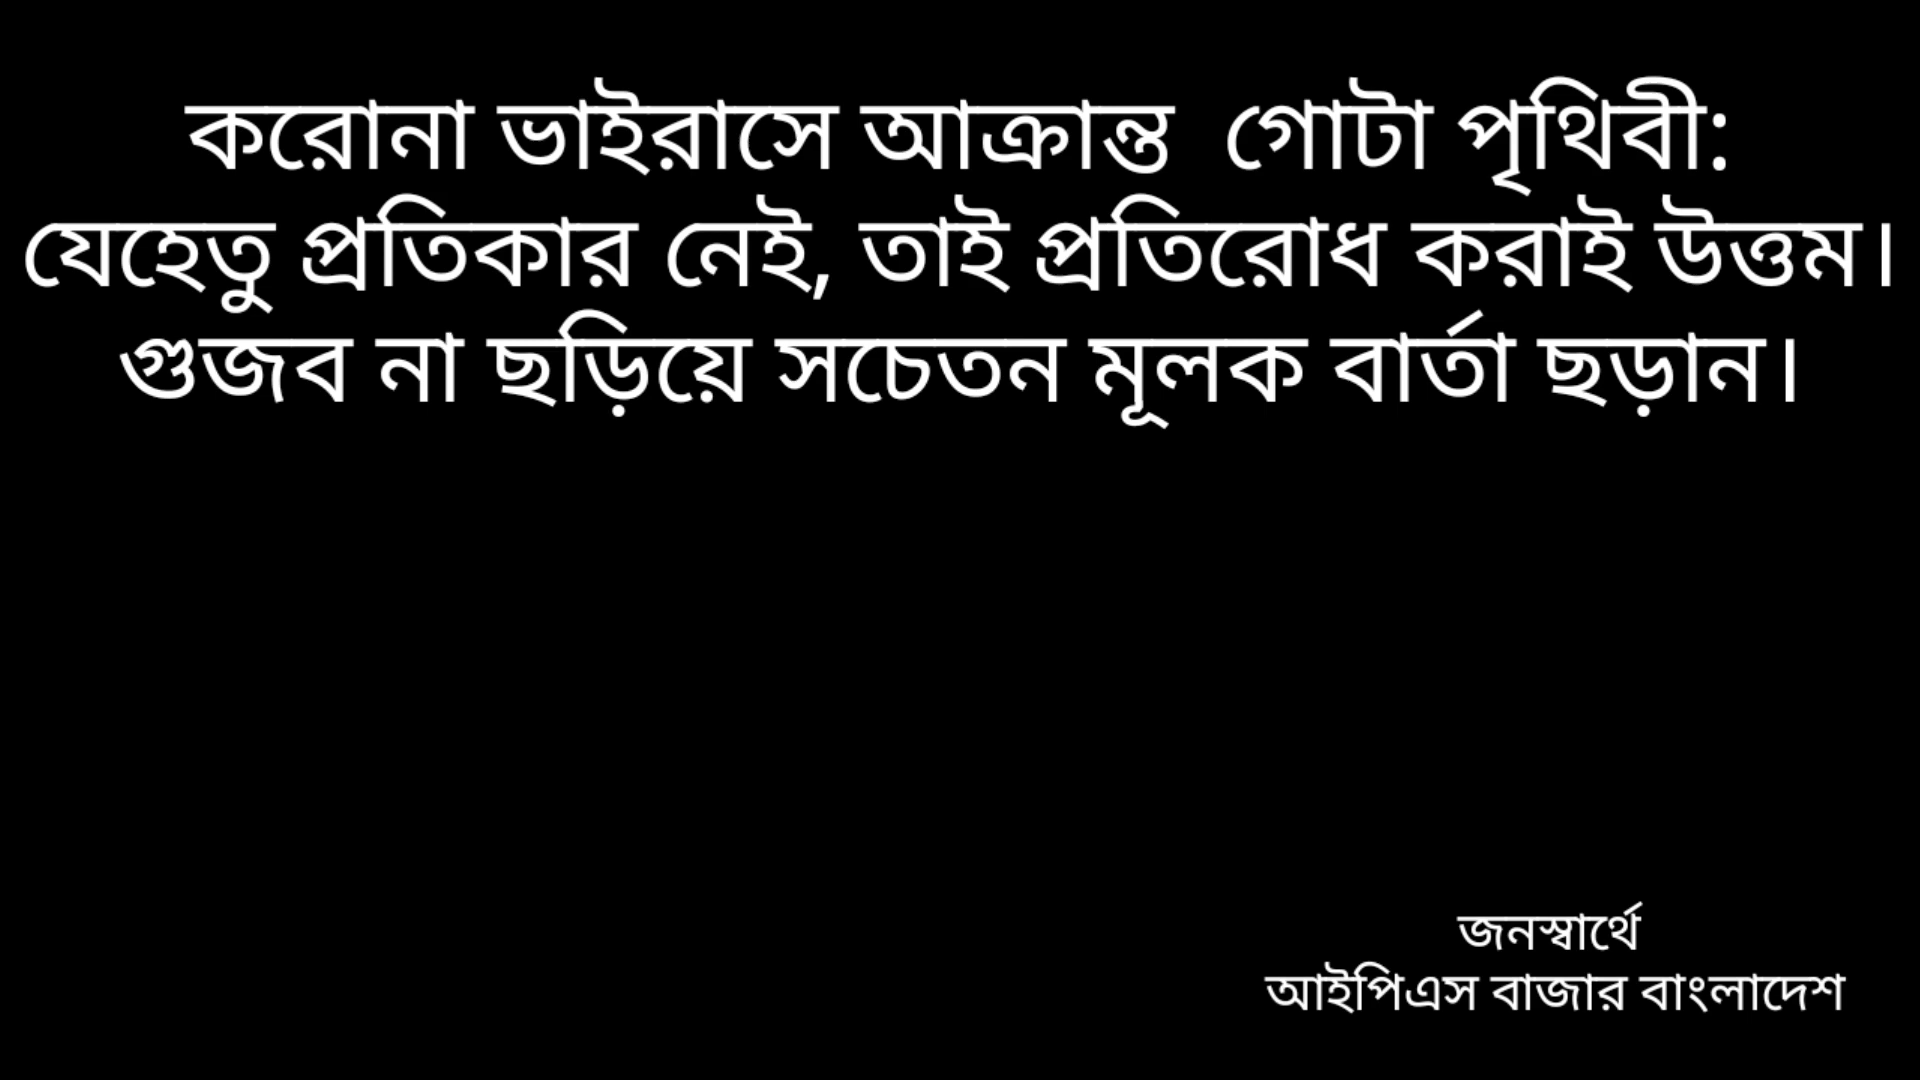 করোনা ভাইরাসে আক্রান্ত  গোটা পৃথিবী:
যেহেতু প্রতিকার নেই, তাই প্রতিরোধ করাই উত্তম।
গুজব না ছড়িয়ে সচেতন মূলক বার্তা ছড়ান।
জনস্বার্থে
আইপিএস বাজার বাংলাদেশ